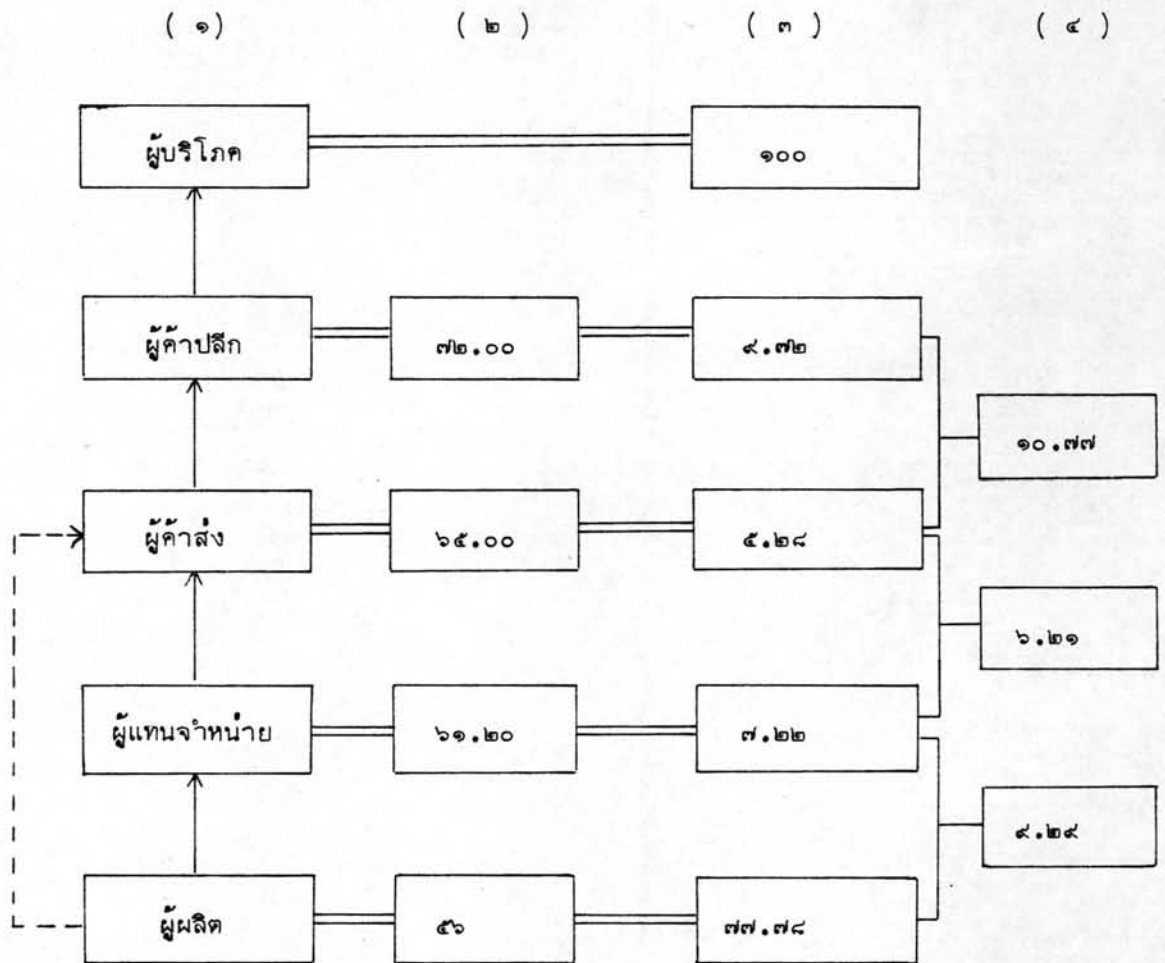 ( ๑ ) ( ๒ ) ( ๓ ) ( ๔ )
ผู้บริโภค ๑๐๐
ผู้ค้าปลีก ๗๒.๐๐ ๙.๗๒
๑๐.๗๗
ผู้ค้าส่ง ๖๕.๐๐ ๕.๒๘
๖.๒๑
ผู้แทนจำหน่าย ๖๑.๒๐ ๗.๒๒
๙.๒๙
ผู้ผลิต ๕๖ ๗๗.๗๘